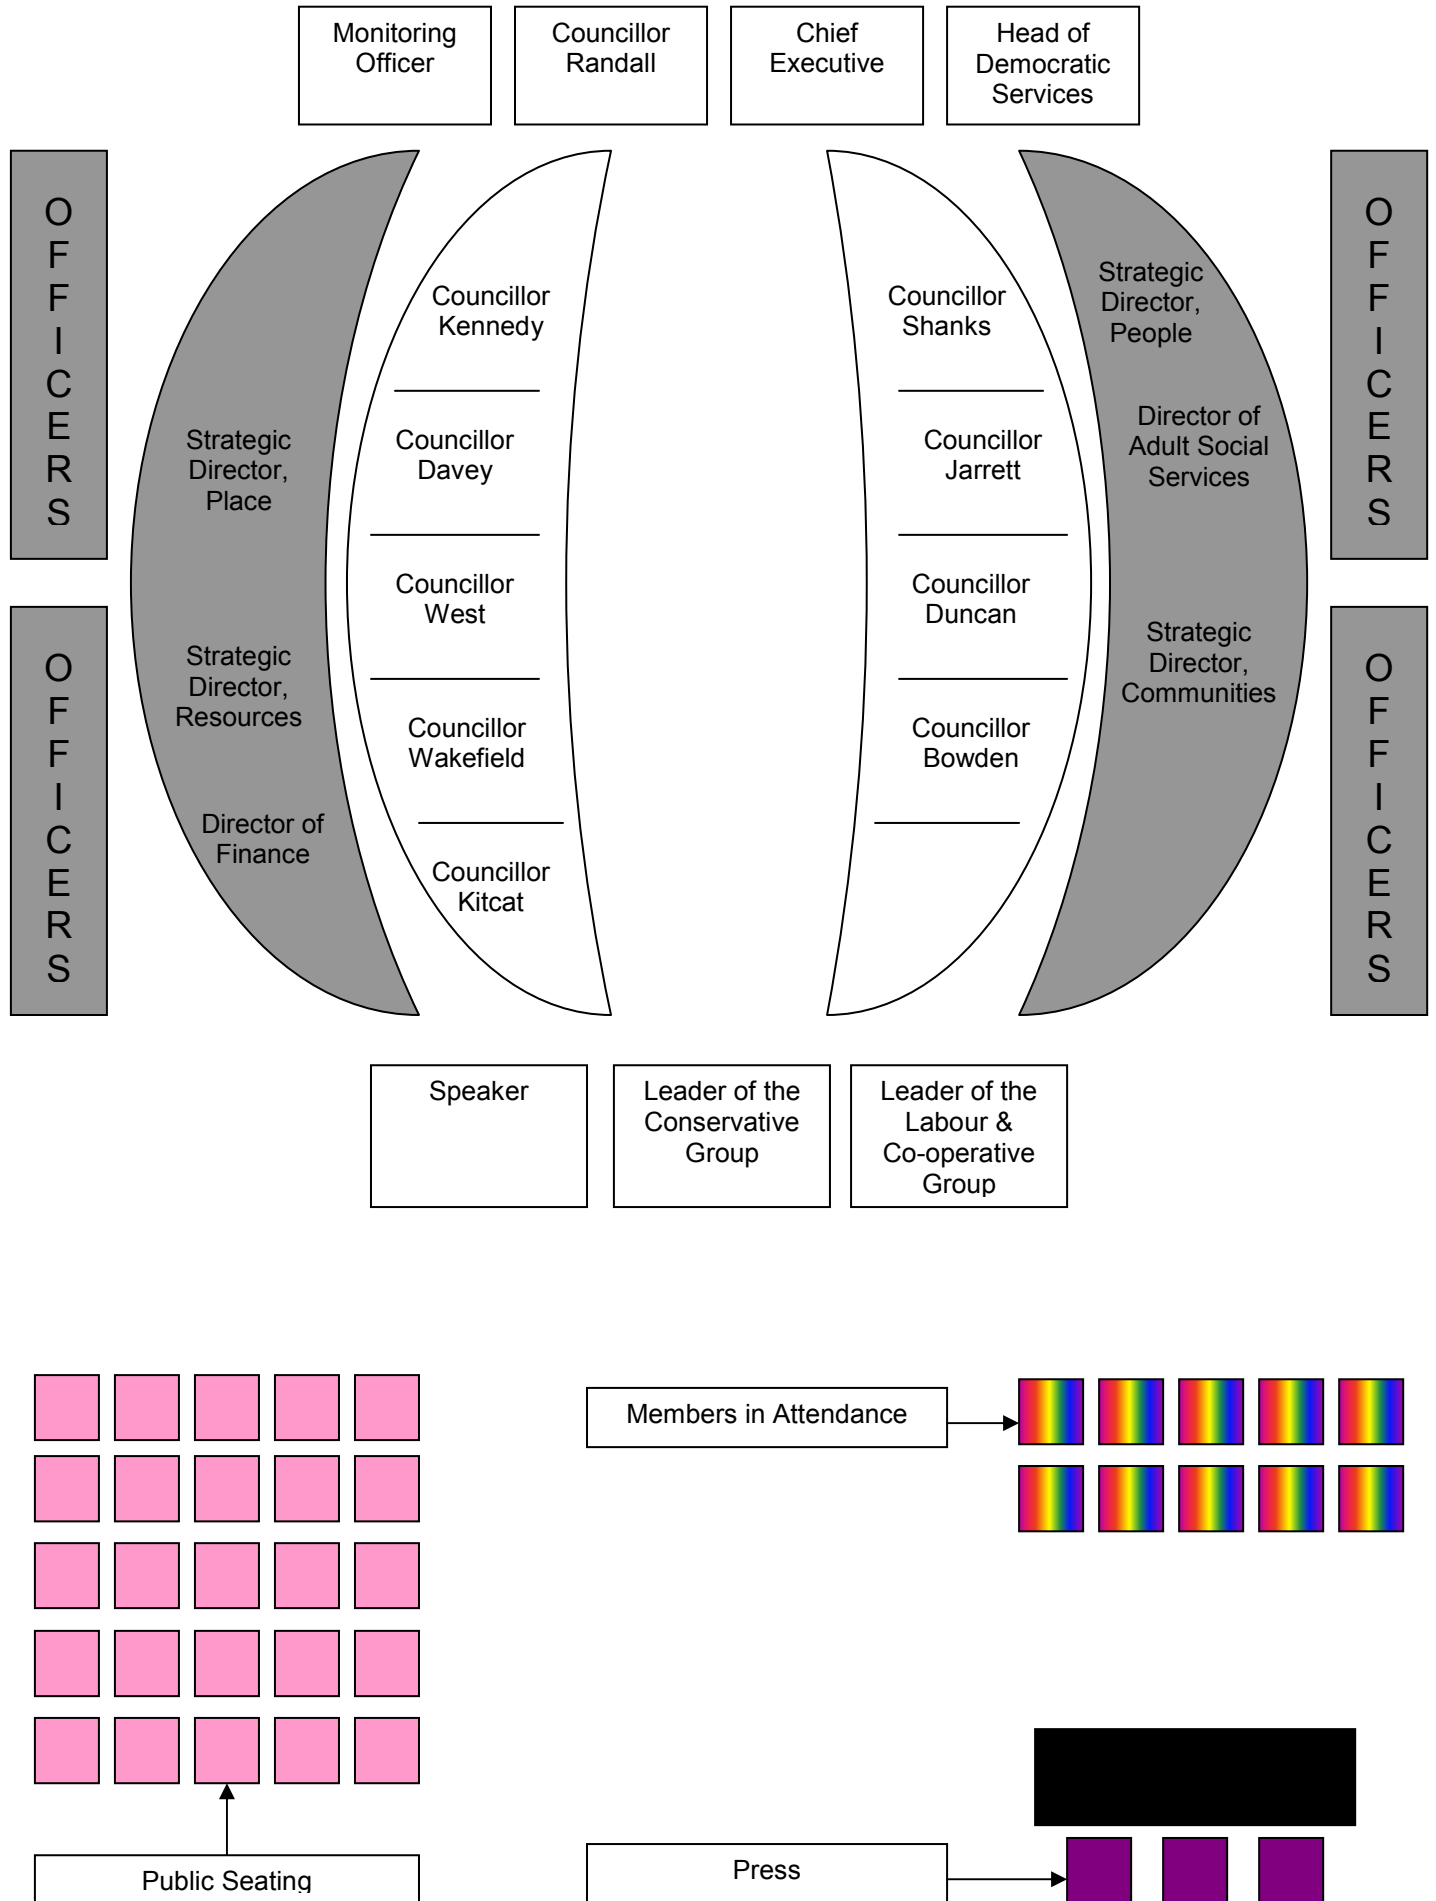 Monitoring
Officer
Councillor
Randall
Chief
Executive
Head of
Democratic
Services
O
F
F
I
C
E
R
S
O
F
F
I
C
E
R
S
Strategic
Director,
Place
Strategic
Director,
Resources
Director of
Finance
Councillor
Kennedy
Councillor
Davey
Councillor
West
Councillor
Wakefield
Councillor
Kitcat
Councillor
Shanks
Councillor
Jarrett
Councillor
Duncan
Councillor
Bowden
Strategic
Director,
People
Director of
Adult Social
Services
Strategic
Director,
Communities
O
F
F
I
C
E
R
S
O
F
F
I
C
E
R
S
Speaker
Leader of the
Conservative
Group
Leader of the
Labour &
Co-operative
Group
Members in Attendance
Public Seating
Press